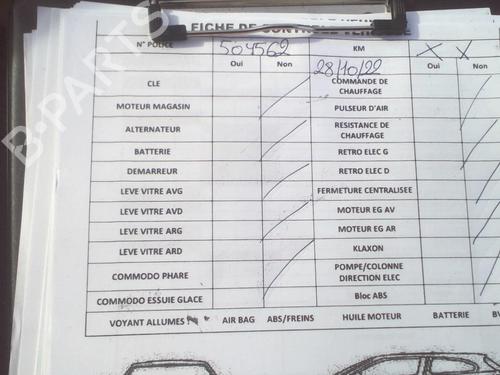 FICHE DE CONTROLE
N° POLICE 504562 KM X X
Oui Non 28/10/22 Oui Non
CLE COMMANDE DE CHAUFFAGE
MOTEUR MAGASIN PULSEUR D'AIR
ALTERNATEUR RESISTANCE DE CHAUFFAGE
BATTERIE RETRO ELEC G
DEMARREUR RETRO ELEC D
LEVE VITRE AVG FERMETURE CENTRALISEE
LEVE VITRE AVD MOTEUR EG AV
LEVE VITRE ARG MOTEUR EG AR
LEVE VITRE ARD KLAXON
COMMODO PHARE POMPE/COLONNE DIRECTION ELEC
COMMODO ESSUIE GLACE Bloc ABS
VOYANT ALLUMES : AIR BAG ABS/FREINS HUILE MOTEUR BATTERIE
B-PARTS